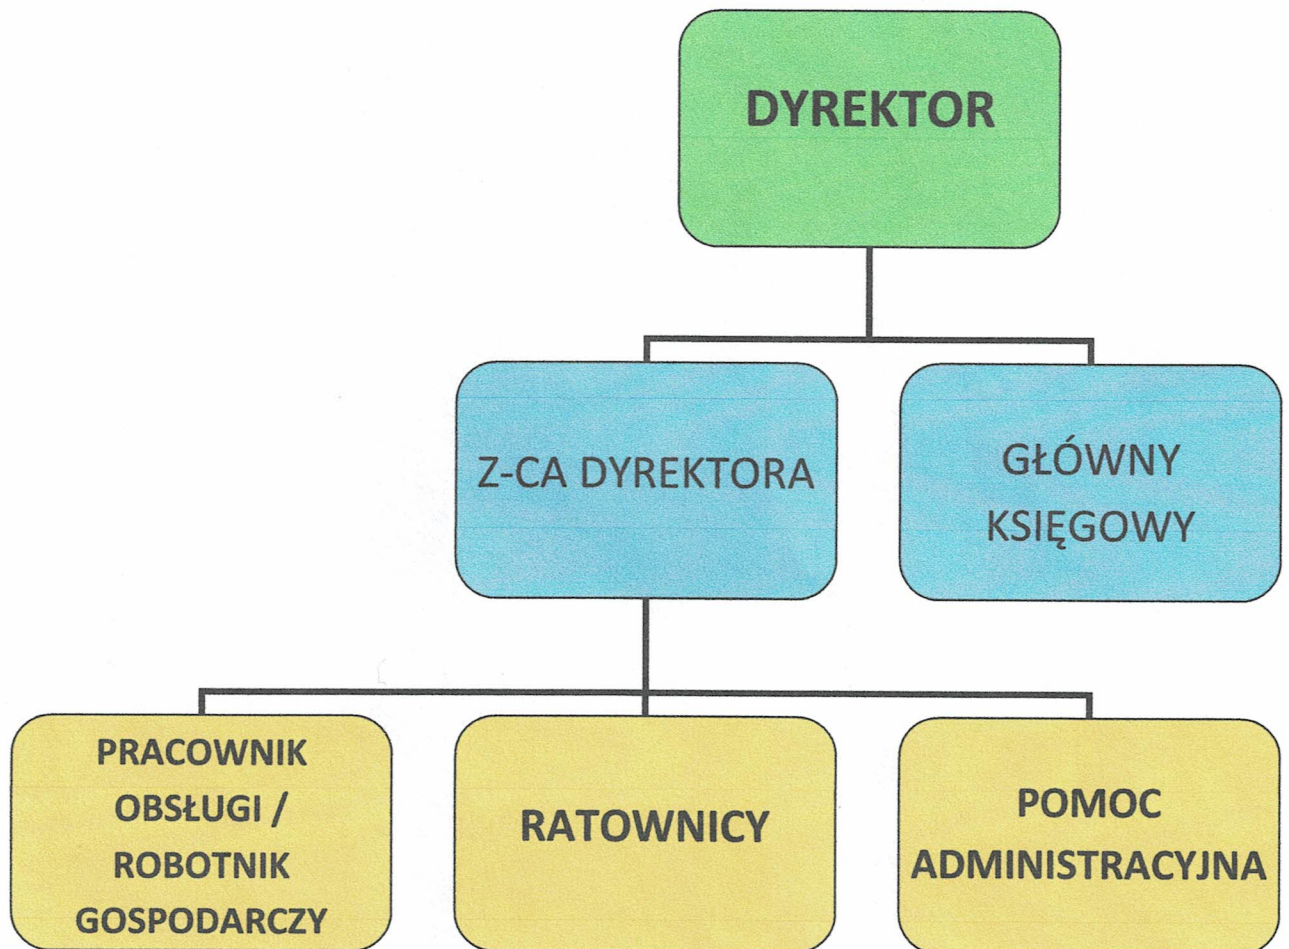 DYREKTOR
Z-CA DYREKTORA
GŁÓWNY
KSIĘGOWY
PRACOWNIK
OBSŁUGI /
ROBOTNIK
GOSPODARCZY
RATOWNICY
POMOC
ADMINISTRACYJNA